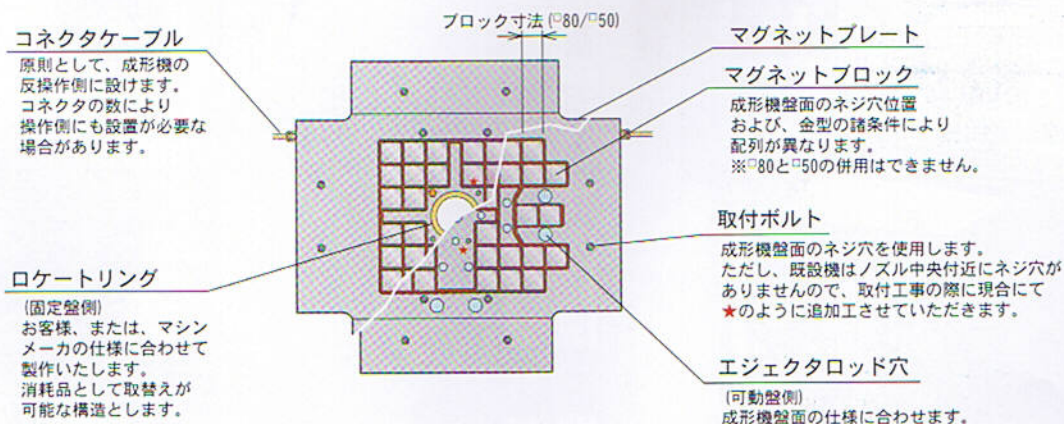 ブロック寸法 (□80/□50)
コネクタケーブル
原則として、成形機の
反操作側に設けます。
コネクタの数により
操作側にも設置が必要な
場合があります。
ロケートリング
(固定盤側)
お客様、または、マシン
メーカの仕様に合わせて
製作いたします。
消耗品として取替えが
可能な構造とします。
マグネットプレート
マグネットブロック
成形機盤面のネジ穴位置
および、金型の諸条件により
配列が異なります。
※□80と□50の併用はできません。
取付ボルト
成形機盤面のネジ穴を使用します。
ただし、既設機はノズル中央付近にネジ穴が
ありませんので、取付工事の際に現合にて
★のように追加工させていただきます。
エジェクタロッド穴
(可動盤側)
成形機盤面の仕様に合わせます。